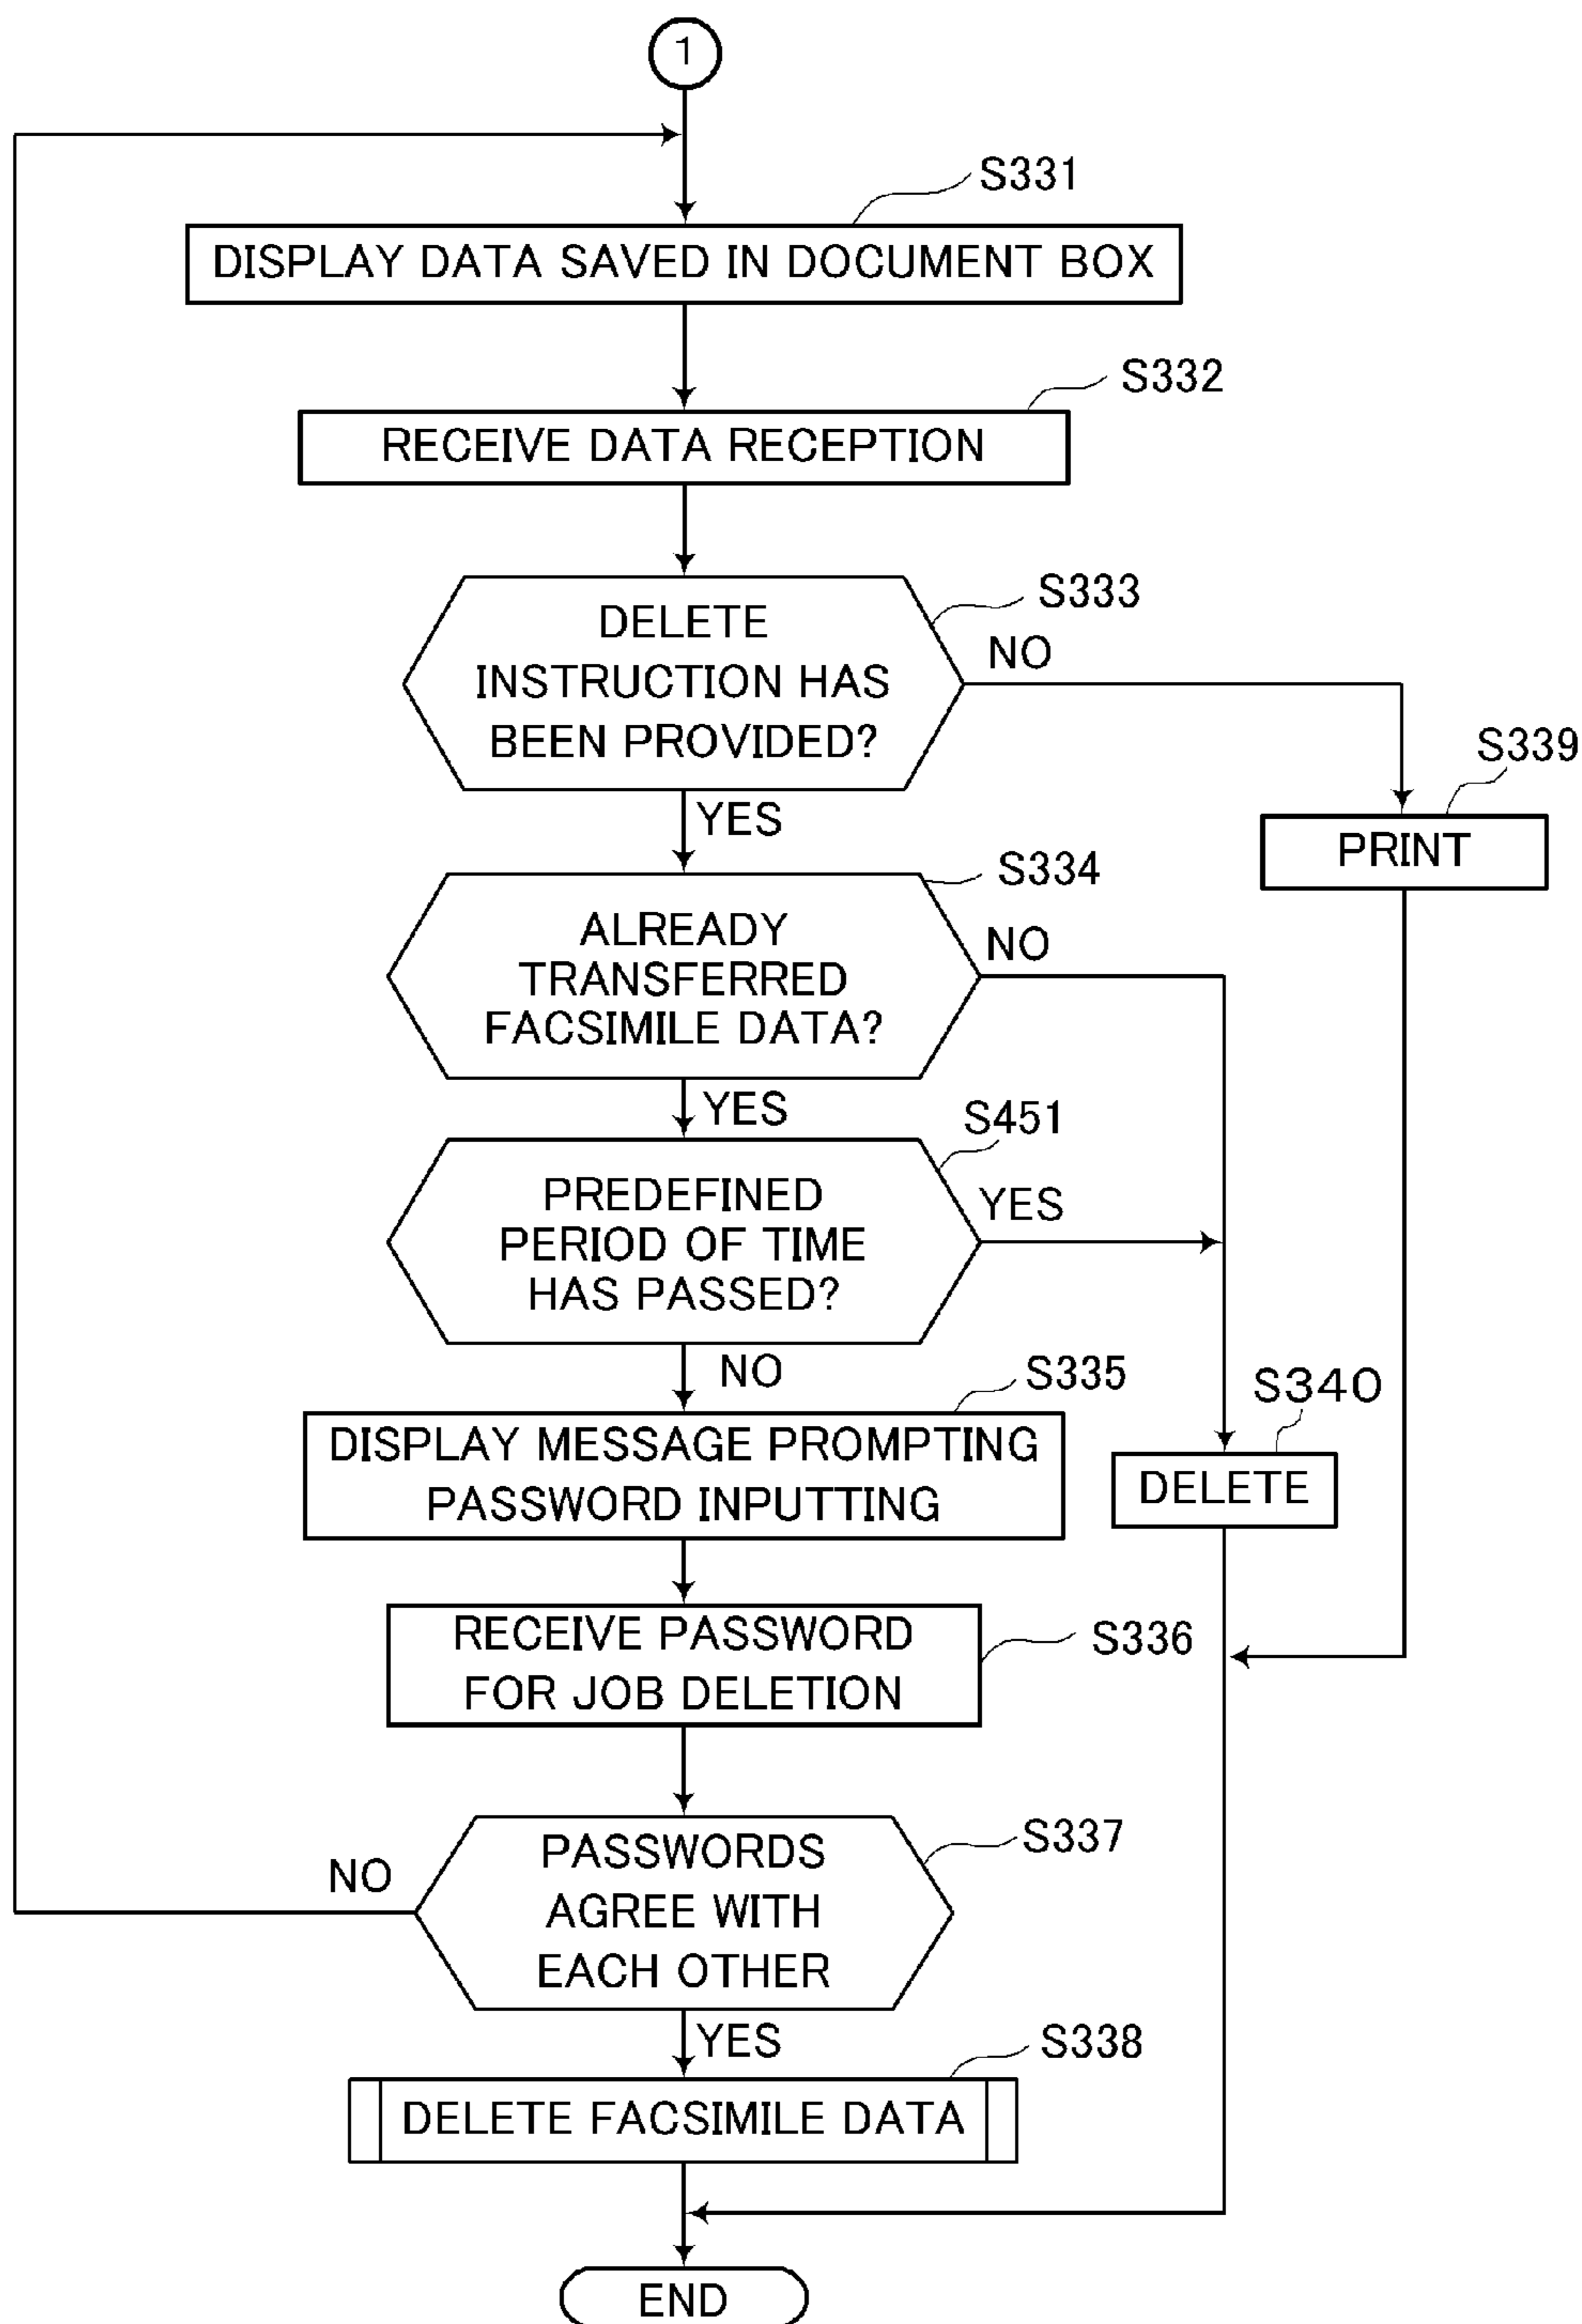 1
S331
DISPLAY DATA SAVED IN DOCUMENT BOX
S332
RECEIVE DATA RECEPTION
S333
DELETE
INSTRUCTION HAS
BEEN PROVIDED?
NO
YES
S339
PRINT
S334
ALREADY
TRANSFERRED
FACSIMILE DATA?
NO
YES
S451
PREDEFINED
PERIOD OF TIME
HAS PASSED?
YES
NO
S335
DISPLAY MESSAGE PROMPTING
PASSWORD INPUTTING
S340
DELETE
RECEIVE PASSWORD
FOR JOB DELETION
S336
S337
PASSWORDS
AGREE WITH
EACH OTHER
NO
YES
S338
DELETE FACSIMILE DATA
END